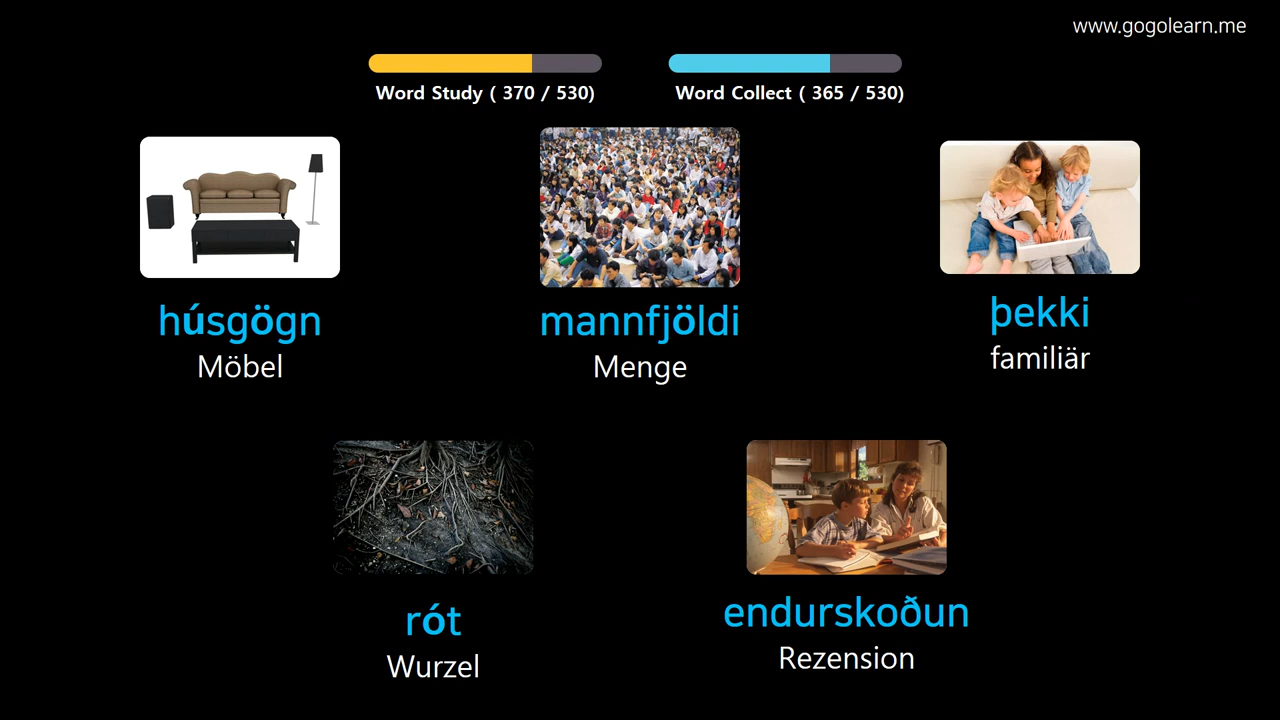 www.gogolearn.me
Word Study ( 370 / 530)
Word Collect ( 365 / 530)
húsgögn
Möbel
mannfjöldi
Menge
þekki
familiär
rót
Wurzel
endurskoðun
Rezension